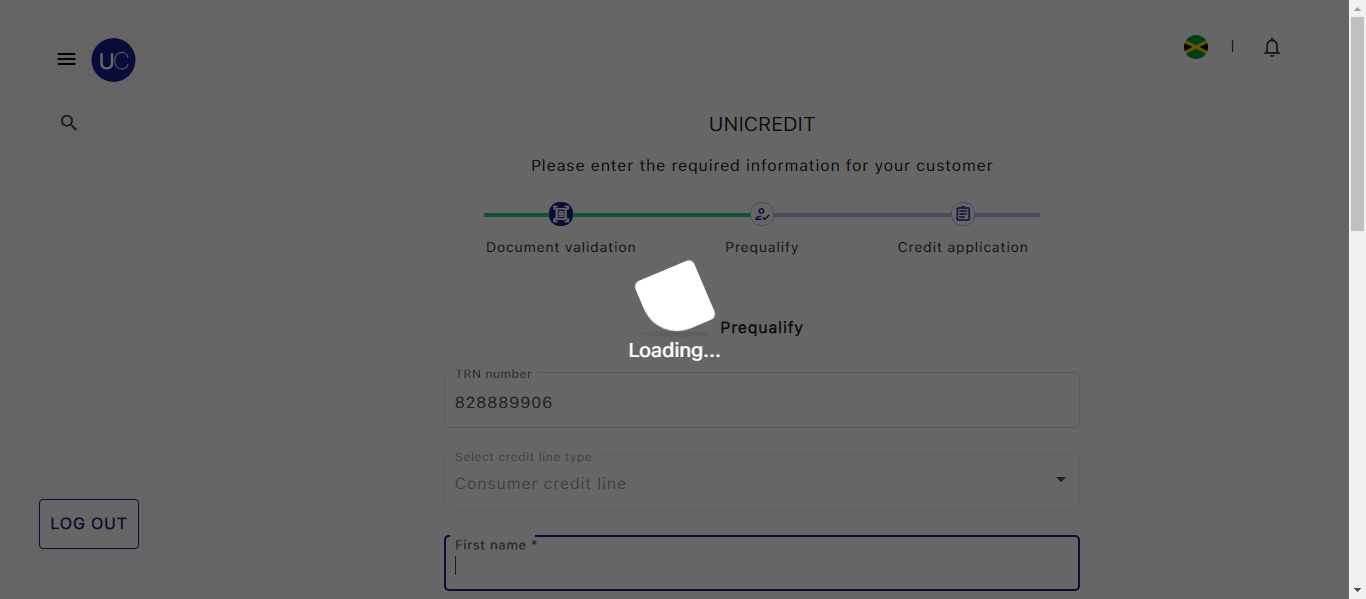 UC
UNICREDIT
Please enter the required information for your customer
Document validation
Prequalify
Credit application
Prequalify
Loading...
TRN number
828889906
Select credit line type
Consumer credit line
LOG OUT
First name *